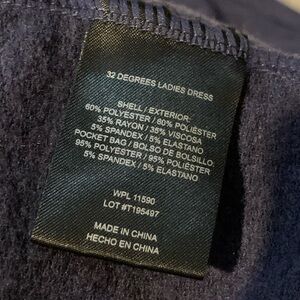 32 DEGREES LADIES DRESS
SHELL/EXTERIOR:
60% POLYESTER / 60% POLIÉSTER
35% RAYON / 35% VISCOSA
5% SPANDEX / 5% ELASTANO
POCKET BAG / BOLSO DE BOLSILLO:
95% POLYESTER / 95% POLIÉSTER
5% SPANDEX / 5% ELASTANO
WPL 11590
LOT #T195497
MADE IN CHINA
HECHO EN CHINA